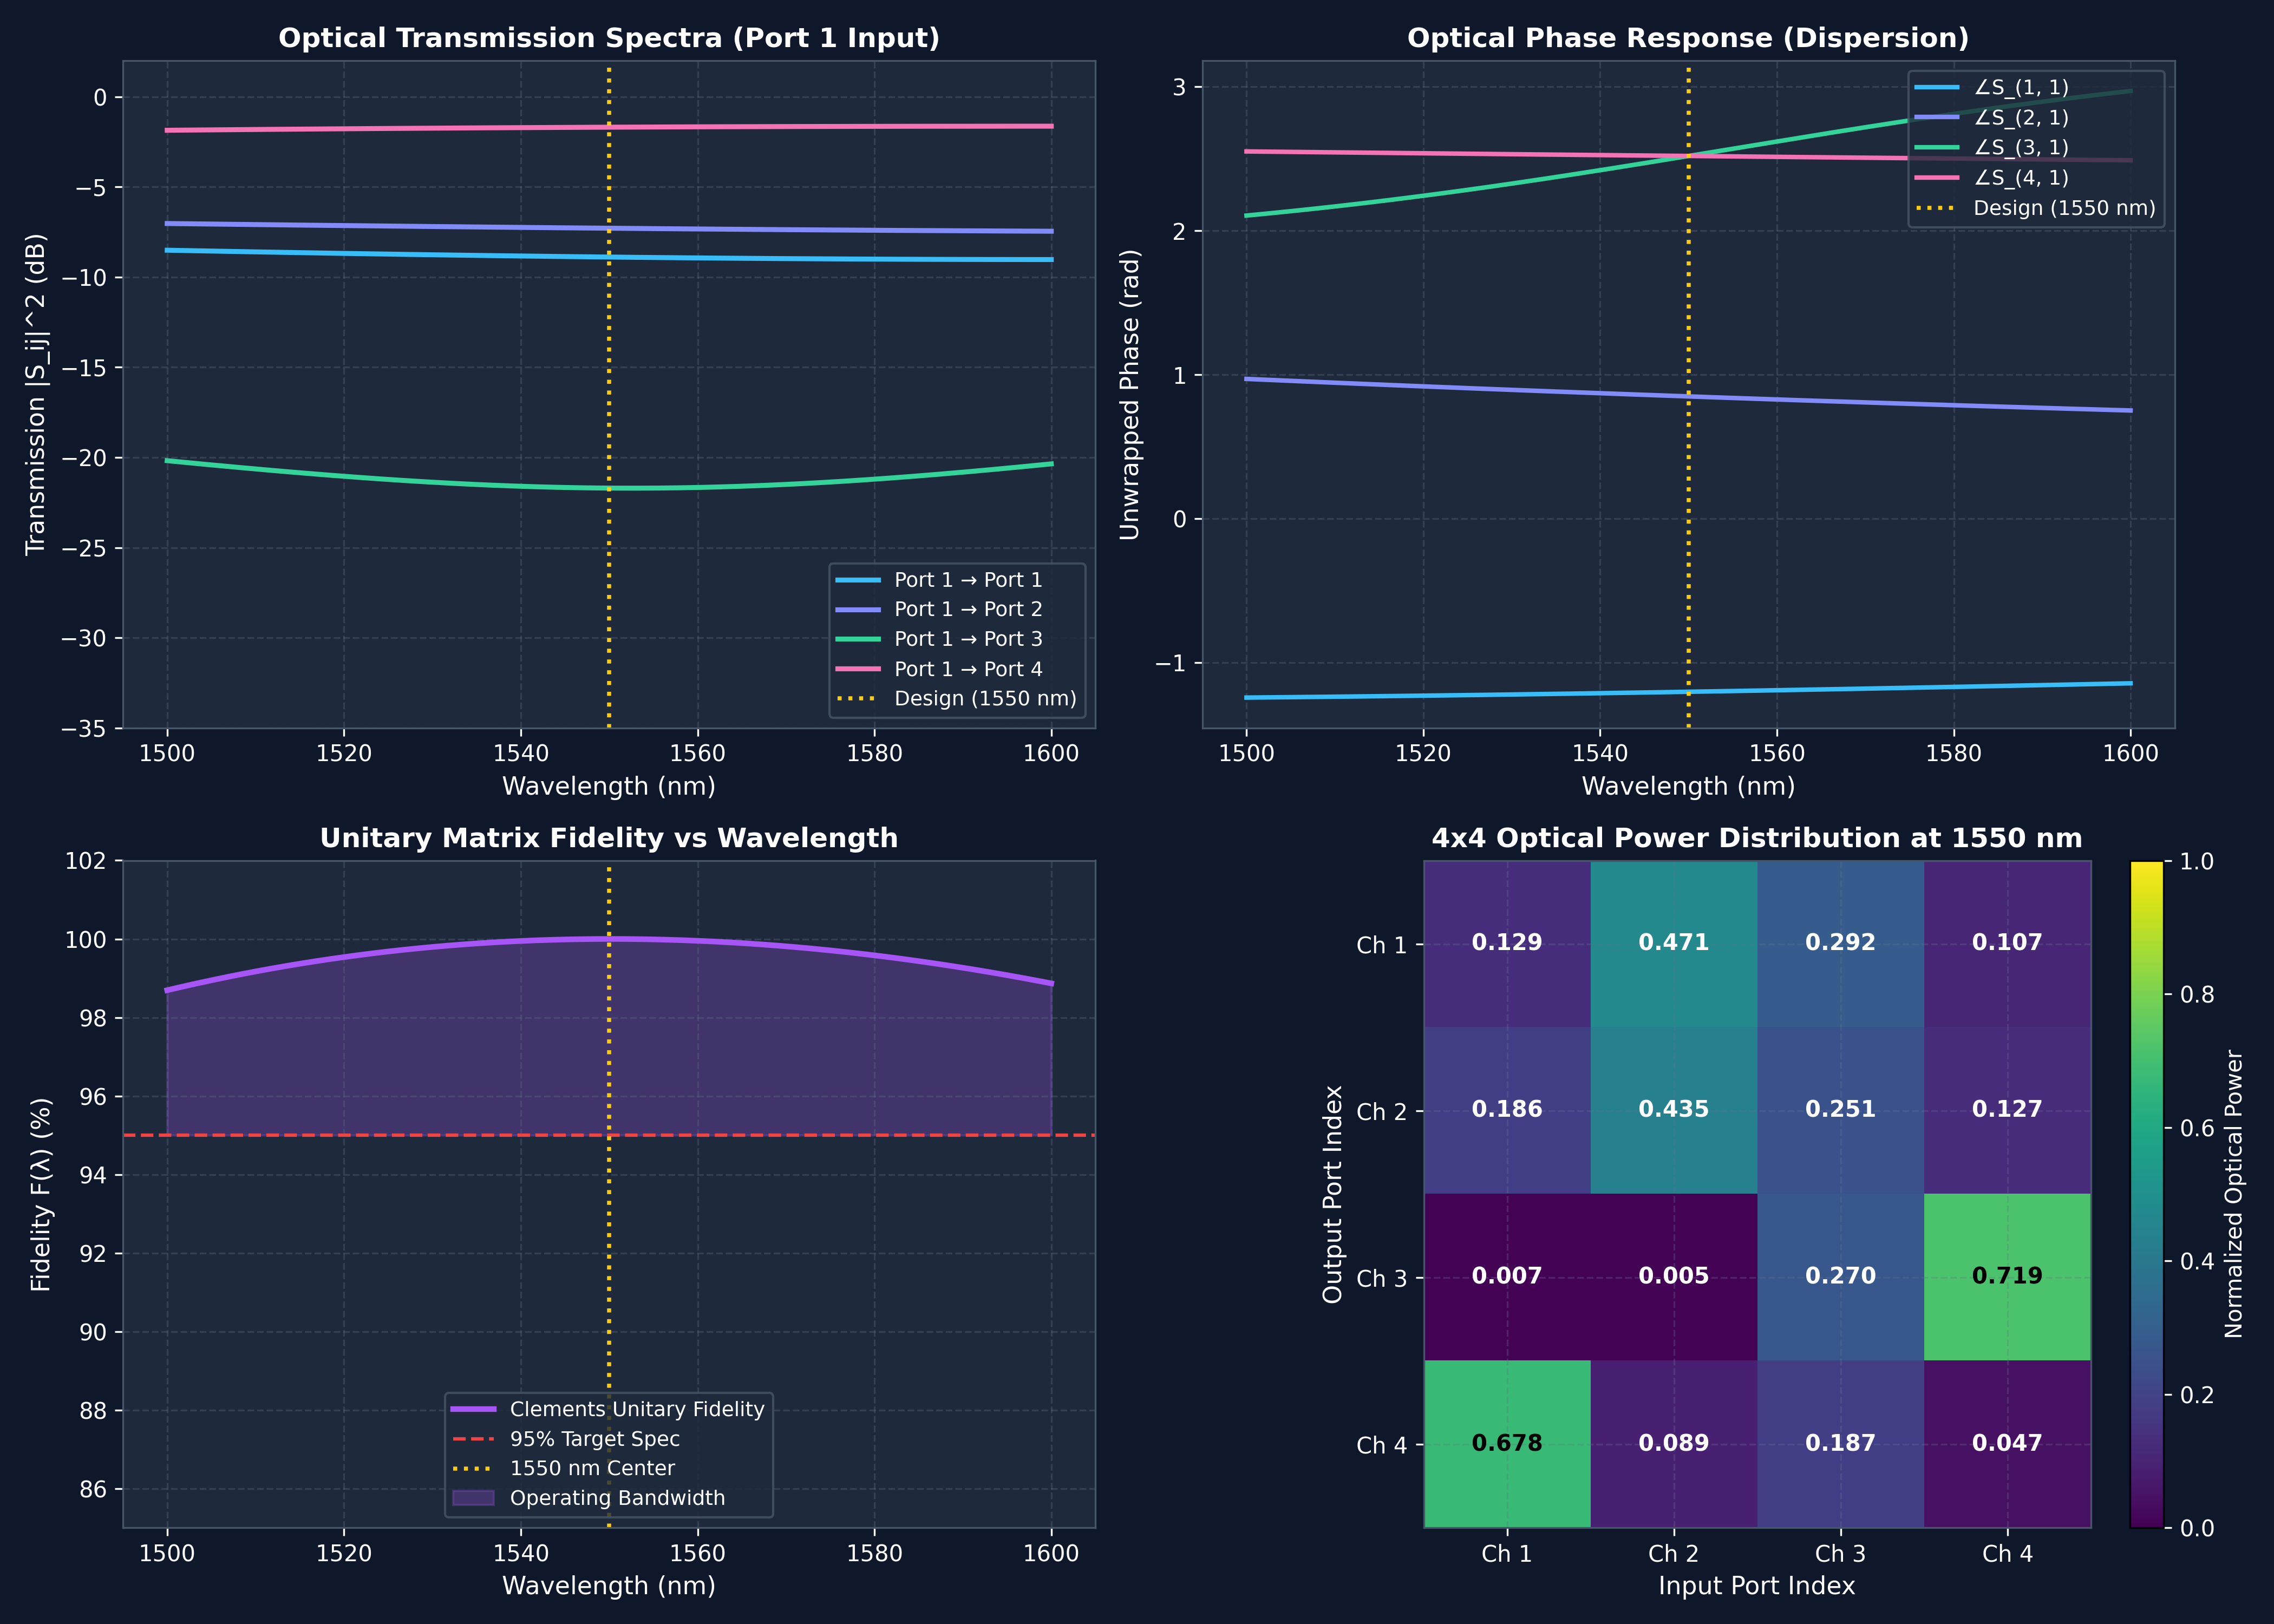 Optical Transmission Spectra (Port 1 Input)
Transmission |S_ij|^2 (dB)
0
−5
−10
−15
−20
−25
−30
−35
Port 1 → Port 1
Port 1 → Port 2
Port 1 → Port 3
Port 1 → Port 4
Design (1550 nm)
1500 1520 1540 1560 1580 1600
Wavelength (nm)
Optical Phase Response (Dispersion)
Unwrapped Phase (rad)
3
2
1
0
−1
∠S_(1, 1)
∠S_(2, 1)
∠S_(3, 1)
∠S_(4, 1)
Design (1550 nm)
1500 1520 1540 1560 1580 1600
Wavelength (nm)
Unitary Matrix Fidelity vs Wavelength
Fidelity F(λ) (%)
102
100
98
96
94
92
90
88
86
Clements Unitary Fidelity
95% Target Spec
1550 nm Center
Operating Bandwidth
1500 1520 1540 1560 1580 1600
Wavelength (nm)
4x4 Optical Power Distribution at 1550 nm
Output Port Index
Ch 1 0.129 0.471 0.292 0.107
Ch 2 0.186 0.435 0.251 0.127
Ch 3 0.007 0.005 0.270 0.719
Ch 4 0.678 0.089 0.187 0.047
Ch 1 Ch 2 Ch 3 Ch 4
Input Port Index
1.0
0.8
0.6
0.4
0.2
0.0
Normalized Optical Power